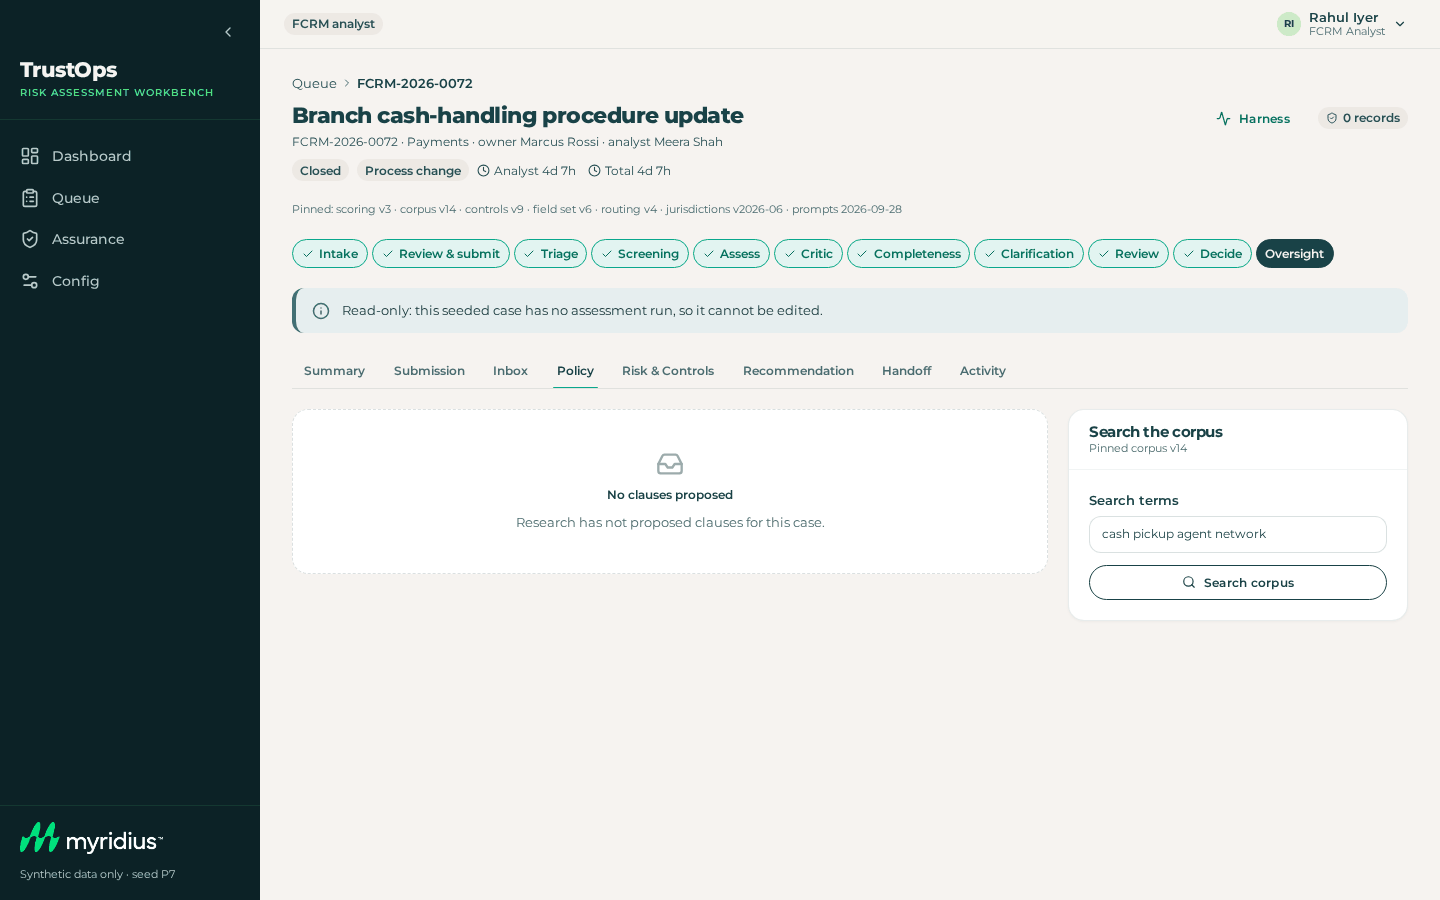 TrustOps
RISK ASSESSMENT WORKBENCH
Dashboard
Queue
Assurance
Config
myridius™
Synthetic data only · seed P7
FCRM analyst
RI
Rahul Iyer
FCRM Analyst
Queue > FCRM-2026-0072
Branch cash-handling procedure update
Harness
0 records
FCRM-2026-0072 · Payments · owner Marcus Rossi · analyst Meera Shah
Closed Process change Analyst 4d 7h Total 4d 7h
Pinned: scoring v3 · corpus v14 · controls v9 · field set v6 · routing v4 · jurisdictions v2026-06 · prompts 2026-09-28
Intake Review & submit Triage Screening Assess Critic Completeness Clarification Review Decide Oversight
Read-only: this seeded case has no assessment run, so it cannot be edited.
Summary Submission Inbox Policy Risk & Controls Recommendation Handoff Activity
No clauses proposed
Research has not proposed clauses for this case.
Search the corpus
Pinned corpus v14
Search terms
cash pickup agent network
Search corpus